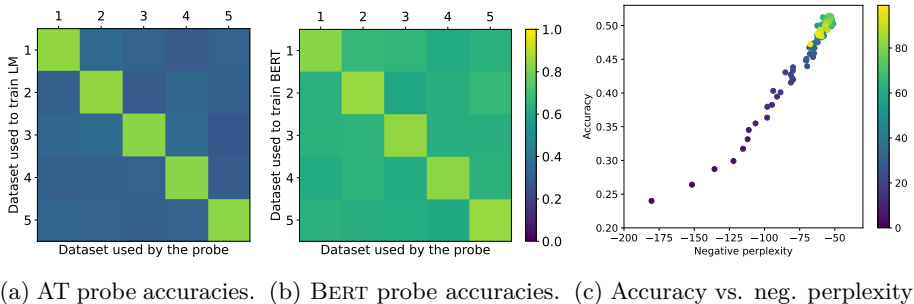 1 2 3 4 5
Dataset used to train LM
1
2
3
4
5
Dataset used by the probe
1 2 3 4 5
Dataset used to train BERT
1
2
3
4
5
Dataset used by the probe
1.0
0.8
0.6
0.4
0.2
0.0
Accuracy
0.50
0.45
0.40
0.35
0.30
0.25
0.20
−200 −175 −150 −125 −100 −75 −50
Negative perplexity
80
60
40
20
0
(a) AT probe accuracies. (b) BERT probe accuracies. (c) Accuracy vs. neg. perplexity